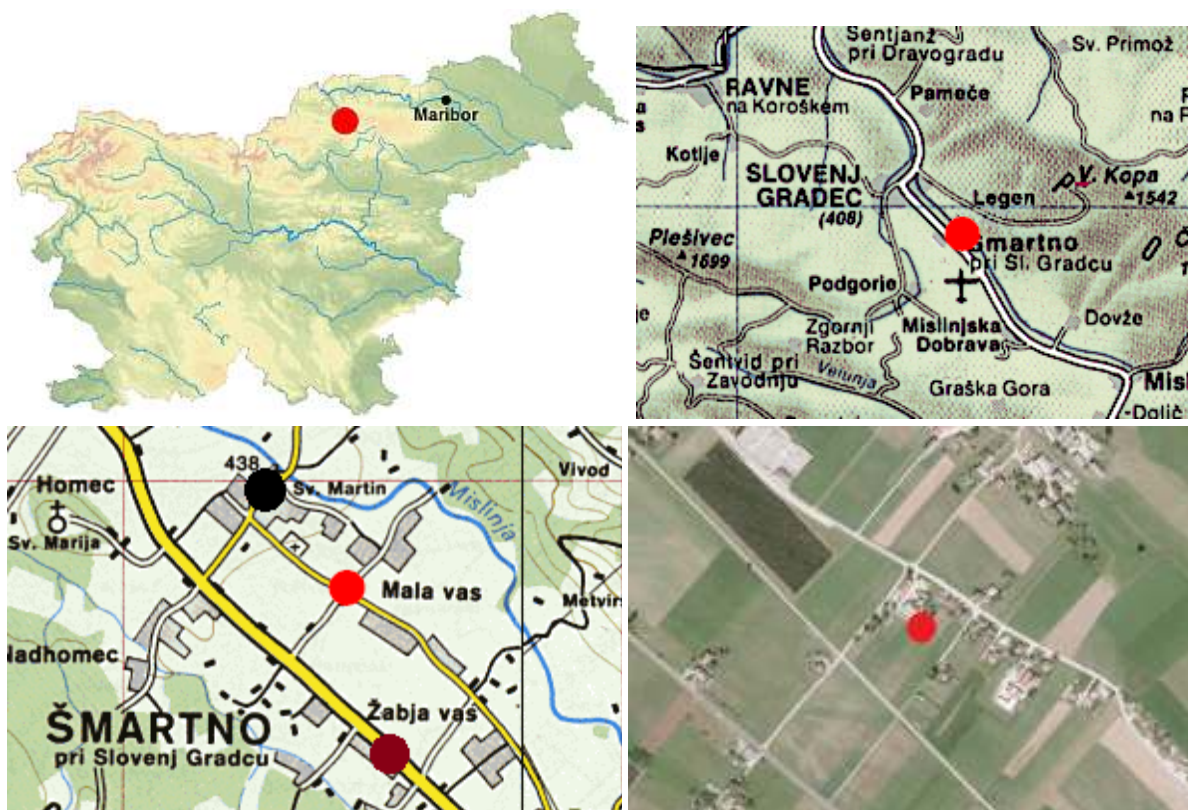 Maribor
Šentjanž
pri Dravogradu
Sv. Primož
RAVNE
na Koroškem
Pameče
na P
Kotlje
SLOVENJ
GRADEC
(408)
V. Kopa
1542
Legen
Plešivec
1699
Šmartno
pri Sl. Gradcu
Podgorje
Zgornji
Razbor
Mislinjska
Dobrava
Dovže
Šentvid pri
Zavodnju
Velunja
Graška Gora
Misl
Dolič
438
Sv. Martin
Vivod
Homec
Mislinja
Sv. Marija
Mala vas
Metvirs
Nadhomec
Žabja vas
ŠMARTNO
pri Slovenj Gradcu